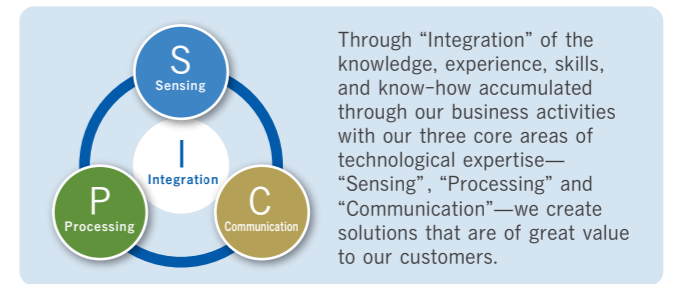 S
Sensing
I
Integration
P
Processing
C
Communication
Through “Integration” of the
knowledge, experience, skills,
and know-how accumulated
through our business activities
with our three core areas of
technological expertise—
“Sensing”, “Processing” and
“Communication”—we create
solutions that are of great value
to our customers.